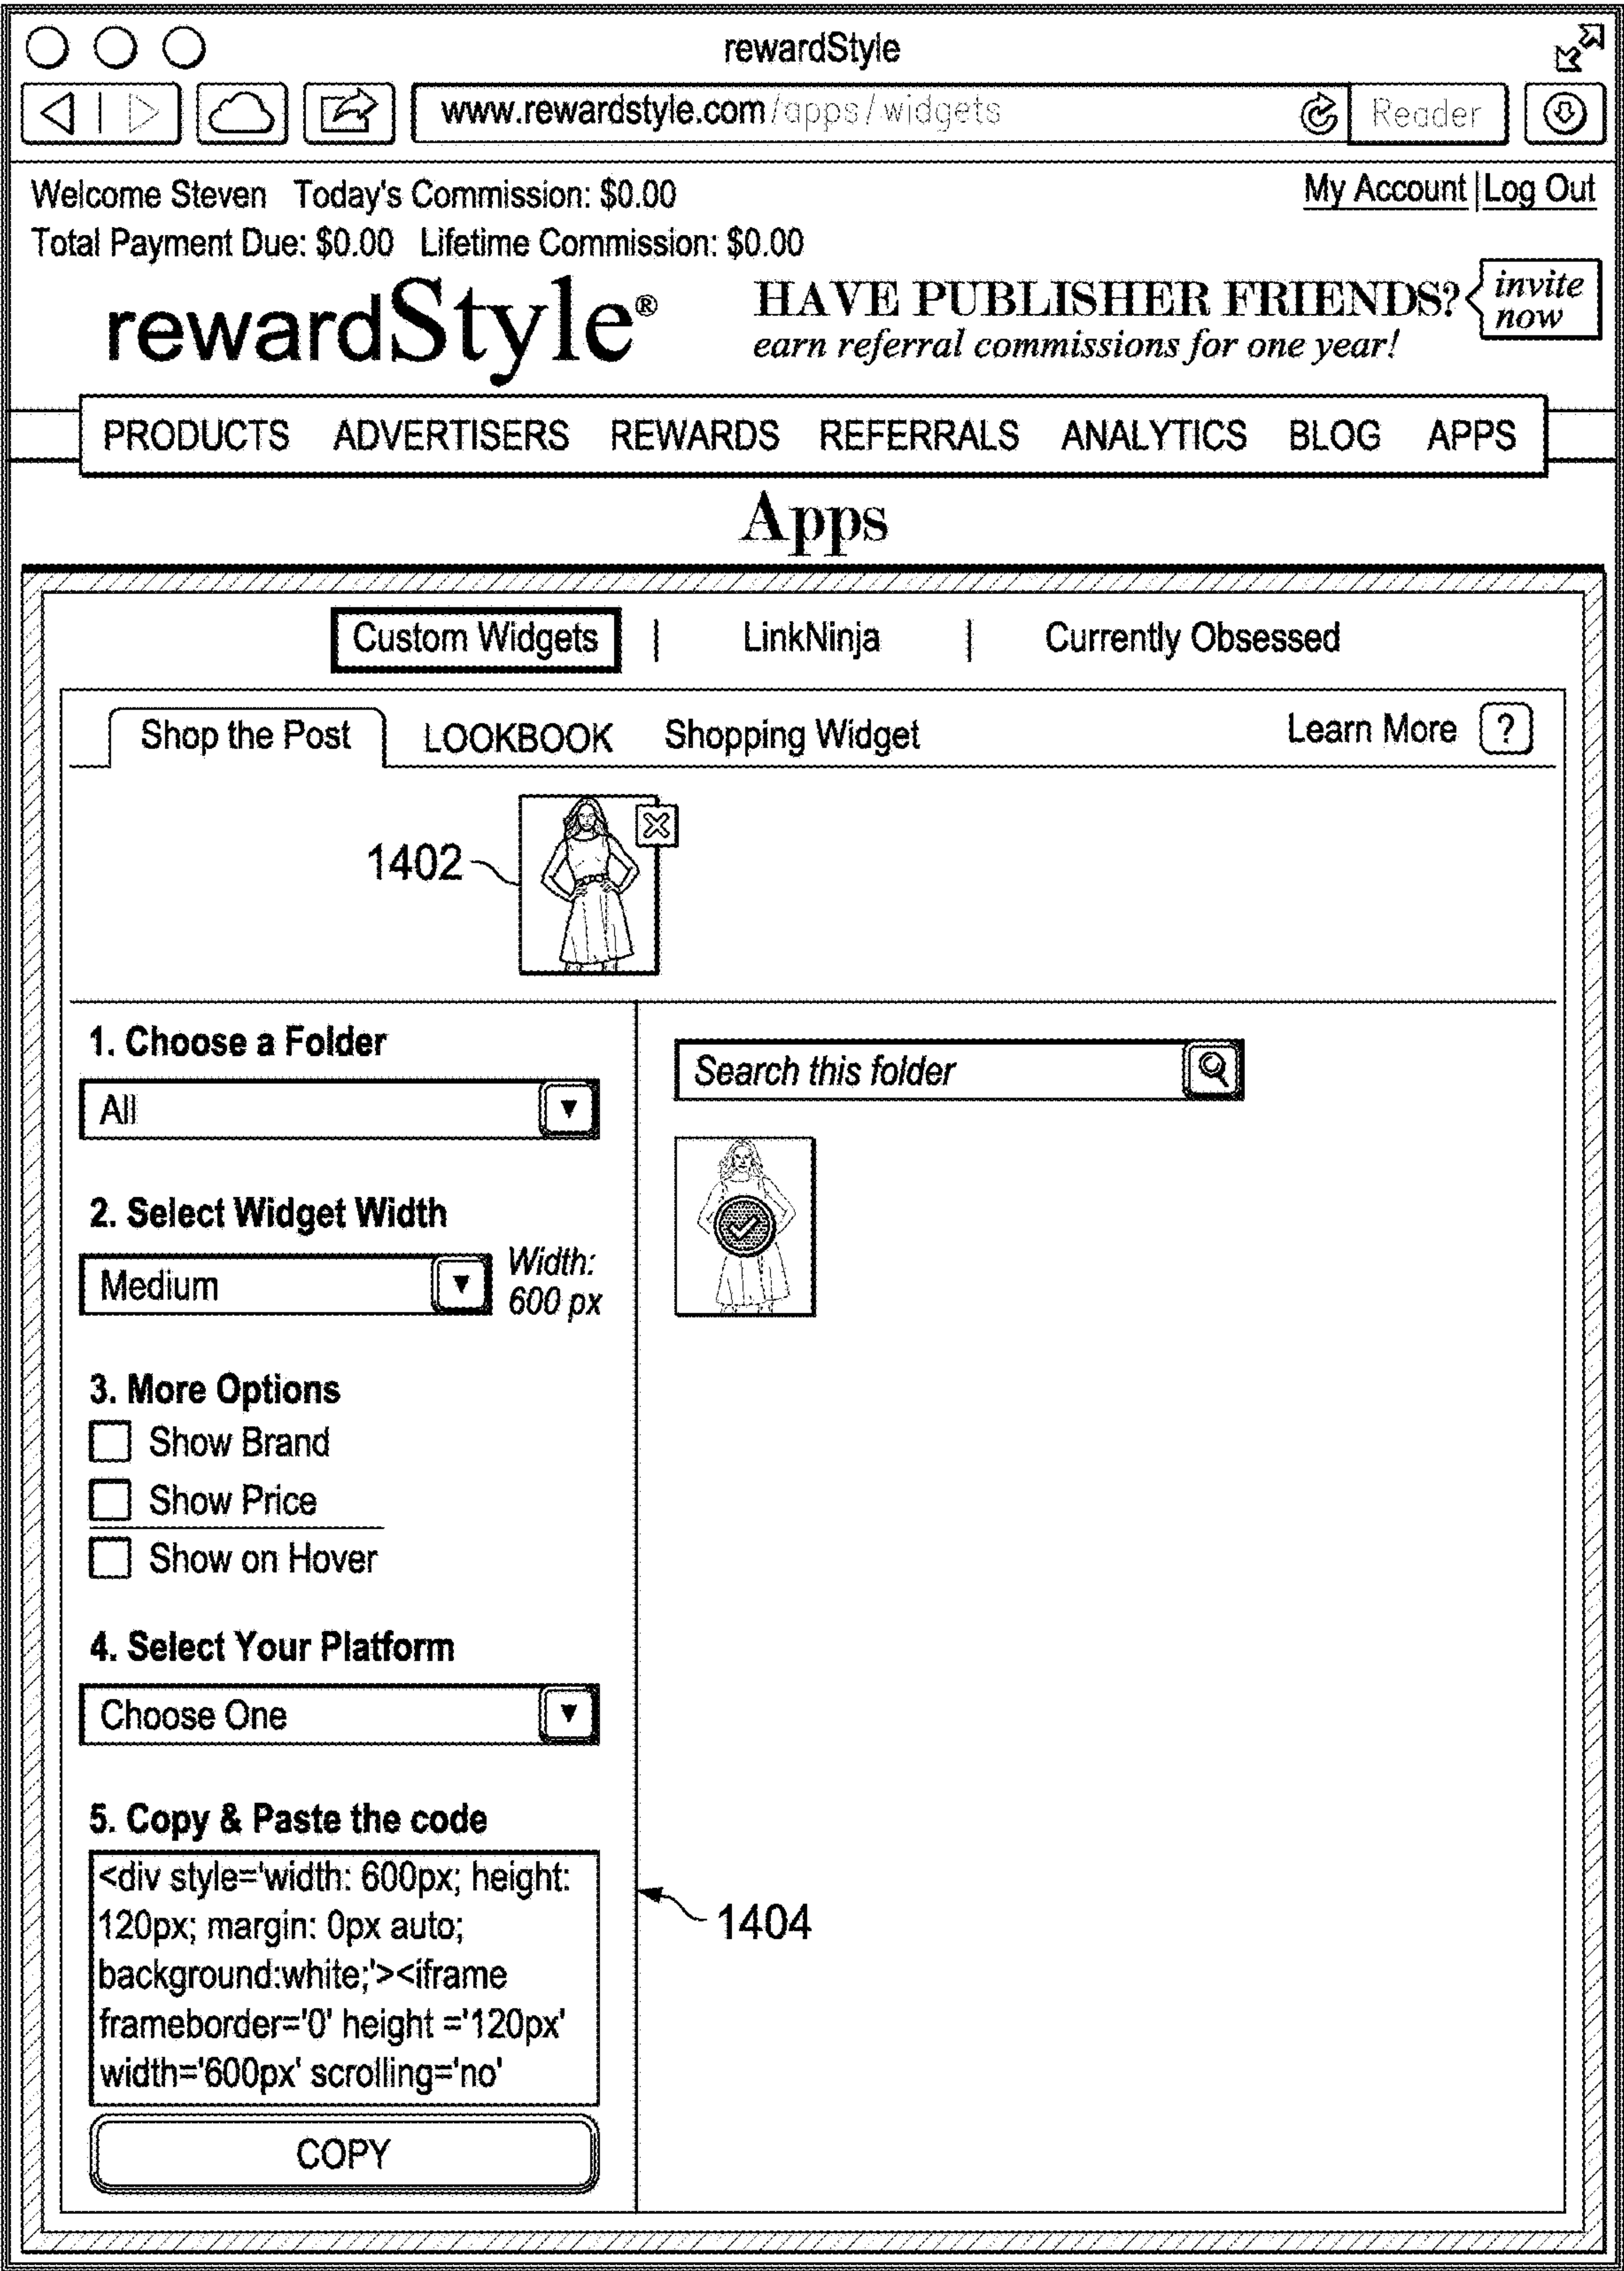 rewardStyle
www.rewardstyle.com/apps/widgets
Reader
Welcome Steven Today's Commission: $0.00
My Account | Log Out
Total Payment Due: $0.00 Lifetime Commission: $0.00
rewardStyle®
HAVE PUBLISHER FRIENDS?
earn referral commissions for one year!
invite
now
PRODUCTS ADVERTISERS REWARDS REFERRALS ANALYTICS BLOG APPS
Apps
Custom Widgets | LinkNinja | Currently Obsessed
Shop the Post LOOKBOOK Shopping Widget Learn More ?
1402
1. Choose a Folder
All
2. Select Widget Width
Medium
Width:
600 px
3. More Options
Show Brand
Show Price
Show on Hover
4. Select Your Platform
Choose One
5. Copy & Paste the code
<div style='width: 600px; height:
120px; margin: 0px auto;
background:white;'><iframe
frameborder='0' height ='120px'
width='600px' scrolling='no'
COPY
Search this folder
1404